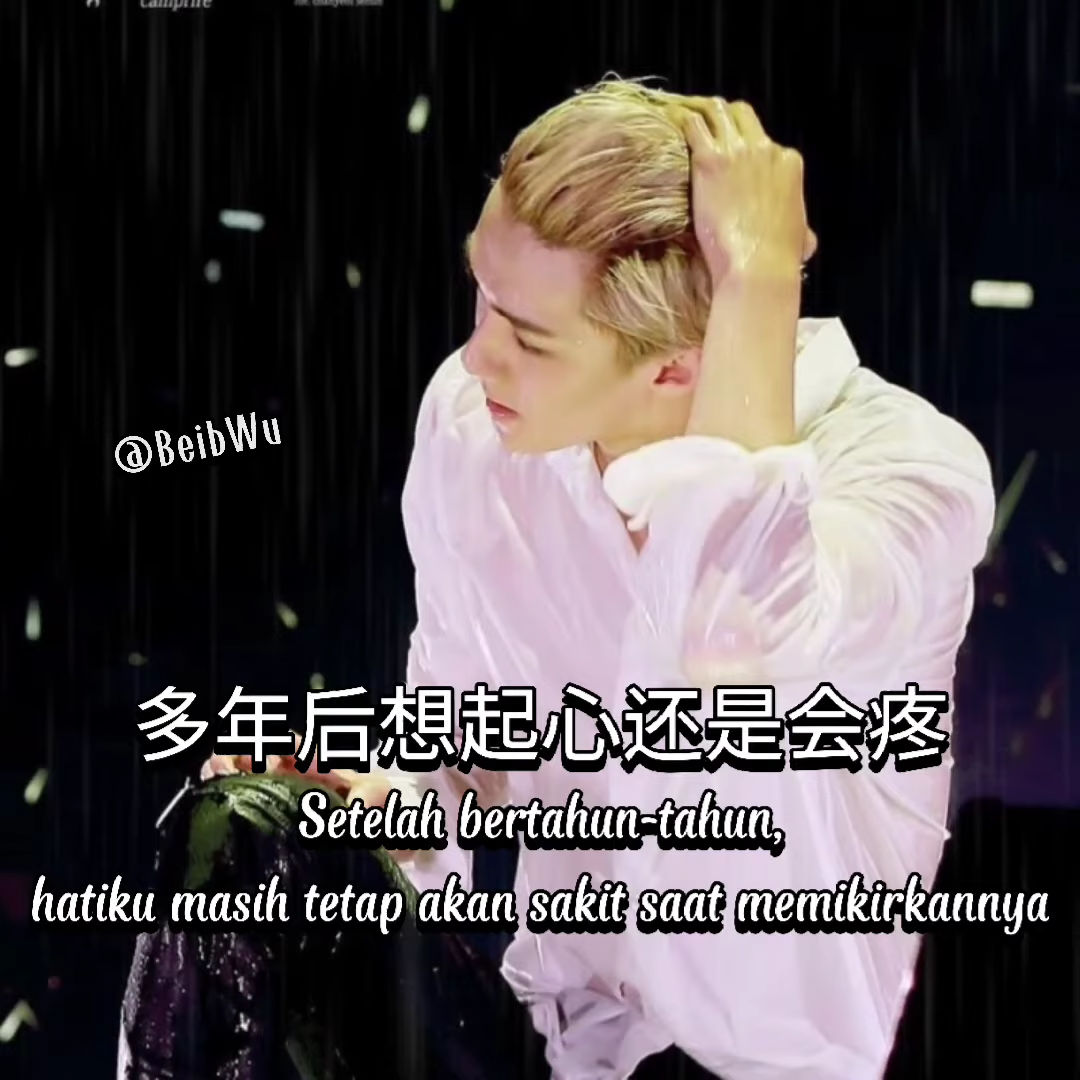 campfire
@BeibWu
多年后想起心还是会疼
Setelah bertahun-tahun,
hatiku masih tetap akan sakit saat memikirkannya